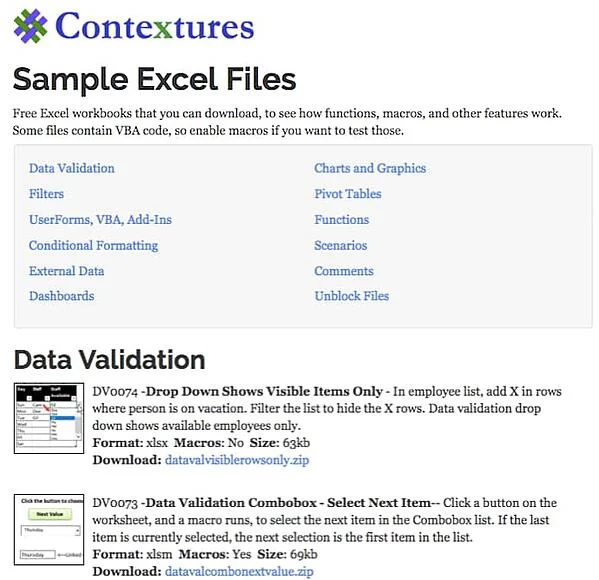 Contextures
Sample Excel Files
Free Excel workbooks that you can download, to see how functions, macros, and other features work.
Some files contain VBA code, so enable macros if you want to test those.
Data Validation
Filters
UserForms, VBA, Add-Ins
Conditional Formatting
External Data
Dashboards
Charts and Graphics
Pivot Tables
Functions
Scenarios
Comments
Unblock Files
Data Validation
Day Staff Staff
Available
DV0074 -Drop Down Shows Visible Items Only - In employee list, add X in rows
where person is on vacation. Filter the list to hide the X rows. Data validation drop
down shows available employees only.
Format: xlsx Macros: No Size: 63kb
Download: datavalvisiblerowsonly.zip
Click the button to choose
Next Value
Thursday
Thursday
DV0073 -Data Validation Combobox - Select Next Item-- Click a button on the
worksheet, and a macro runs, to select the next item in the Combobox list. If the last
item is currently selected, the next selection is the first item in the list.
Format: xlsm Macros: Yes Size: 69kb
Download: datavalcombonextvalue.zip